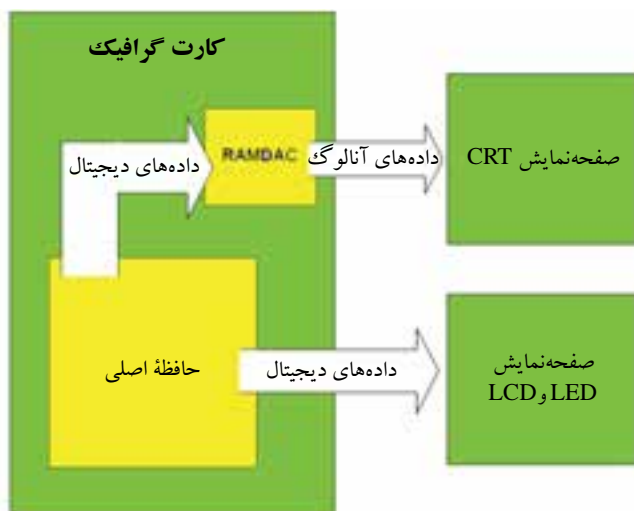 کارت گرافیک
داده‌های دیجیتال
RAMDAC
داده‌های آنالوگ
صفحه‌نمایش CRT
حافظهٔ اصلی
داده‌های دیجیتال
صفحه‌نمایش
LED و LCD